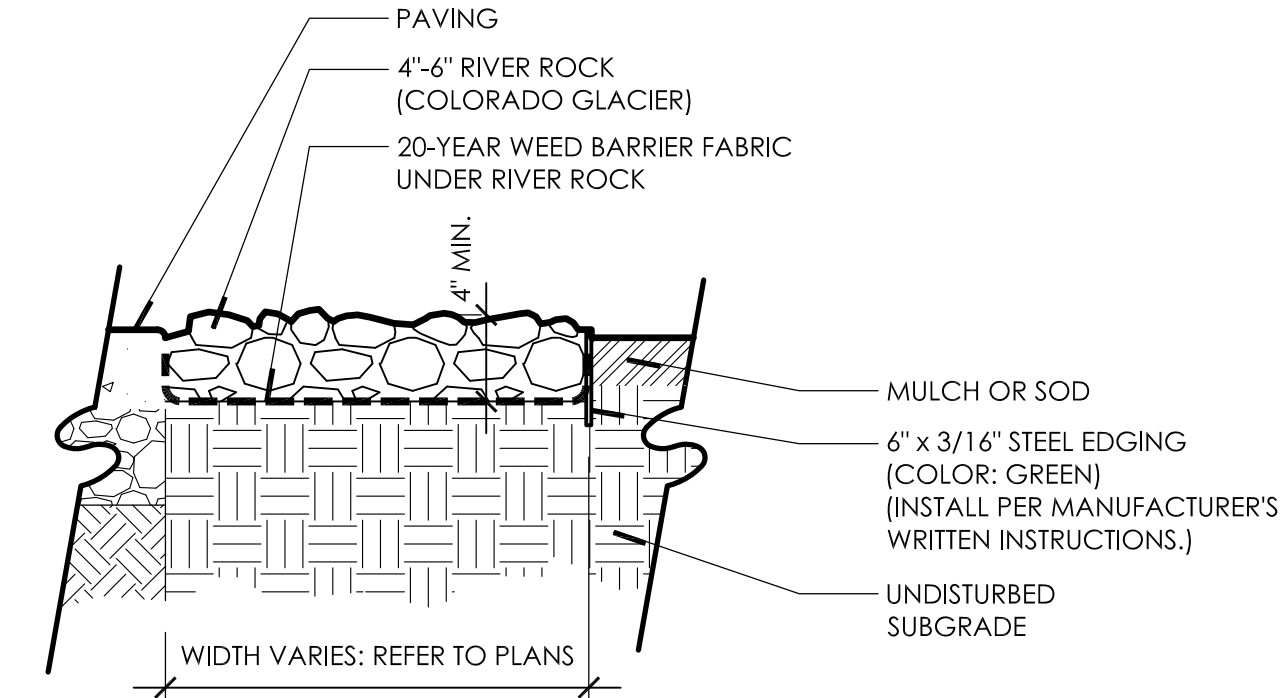 PAVING
4"-6" RIVER ROCK
(COLORADO GLACIER)
20-YEAR WEED BARRIER FABRIC
UNDER RIVER ROCK
4" MIN.
MULCH OR SOD
6" x 3/16" STEEL EDGING
(COLOR: GREEN)
(INSTALL PER MANUFACTURER'S
WRITTEN INSTRUCTIONS.)
UNDISTURBED
SUBGRADE
WIDTH VARIES: REFER TO PLANS